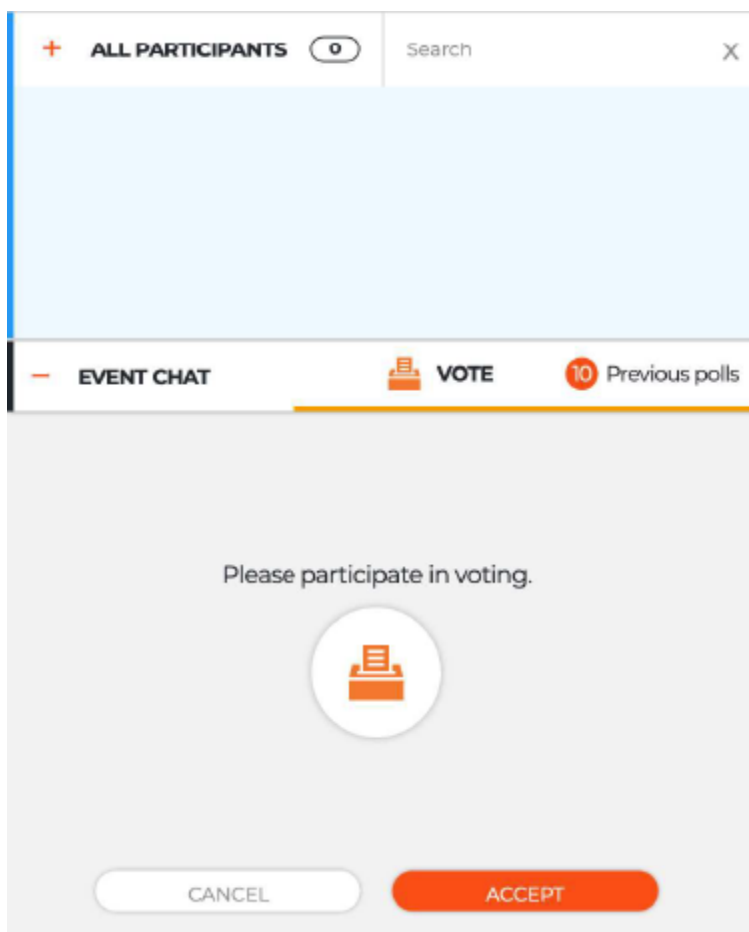 + ALL PARTICIPANTS 0 Search X
− EVENT CHAT VOTE 10 Previous polls
Please participate in voting.
CANCEL ACCEPT